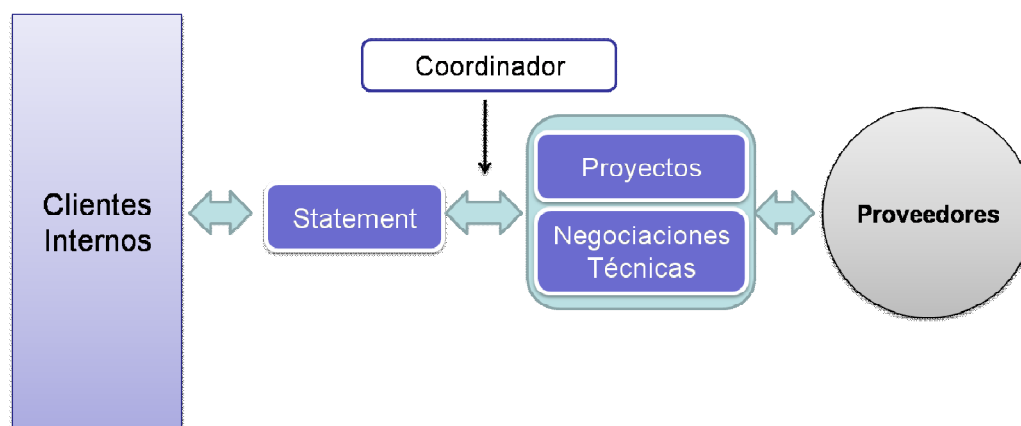 Coordinador
Clientes
Internos
Statement
Proyectos
Negociaciones
Técnicas
Proveedores